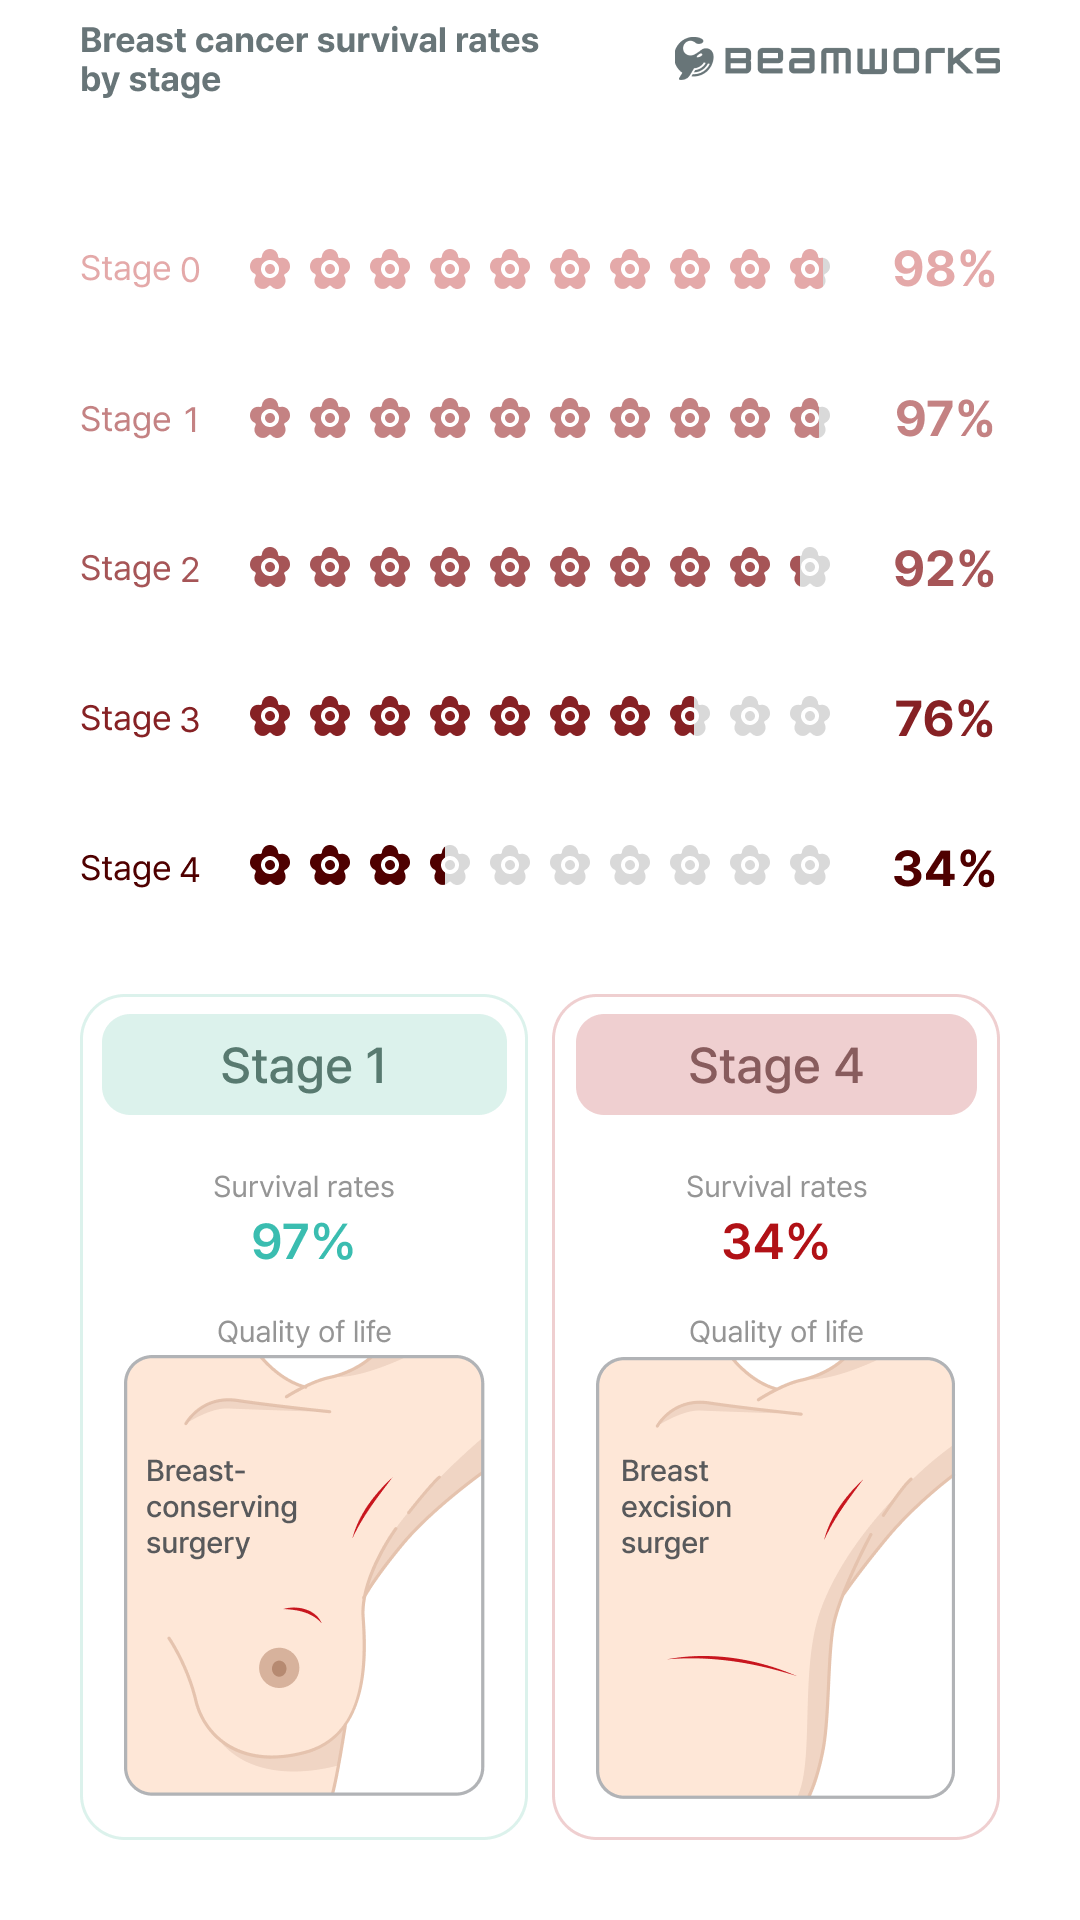 Breast cancer survival rates
by stage
BEAMWORKS
Stage 0 98%
Stage 1 97%
Stage 2 92%
Stage 3 76%
Stage 4 34%
Stage 1
Survival rates
97%
Quality of life
Breast-
conserving
surgery
Stage 4
Survival rates
34%
Quality of life
Breast
excision
surger